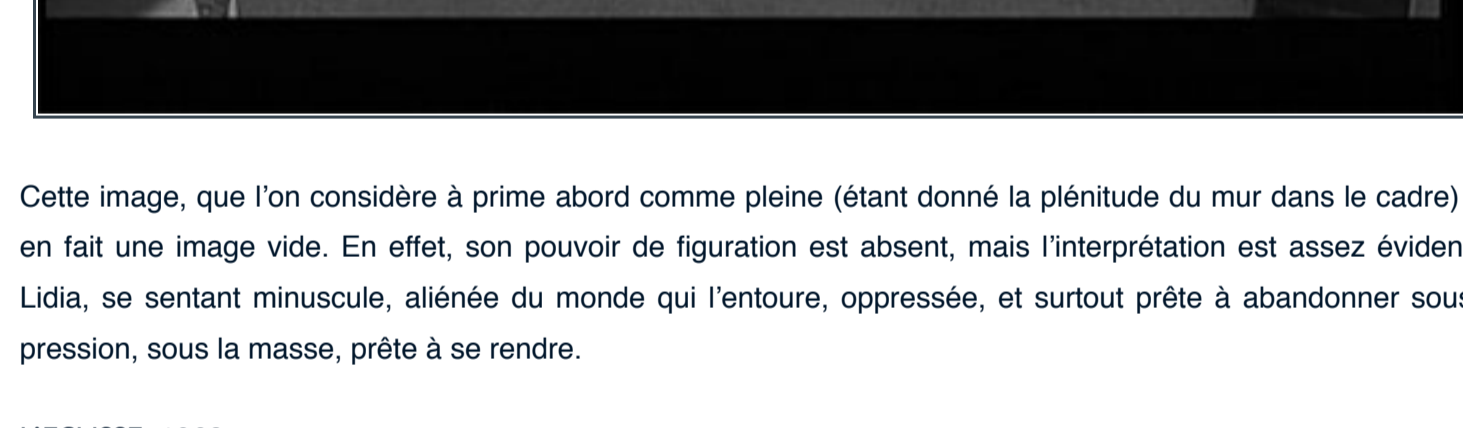 Cette image, que l’on considère à prime abord comme pleine (étant donné la plénitude du mur dans le cadre)
en fait une image vide. En effet, son pouvoir de figuration est absent, mais l’interprétation est assez
Lidia, se sentant minuscule, aliénée du monde qui l’entoure, oppressée, et surtout prête à abandonner sous
pression, sous la masse, prête à se rendre.